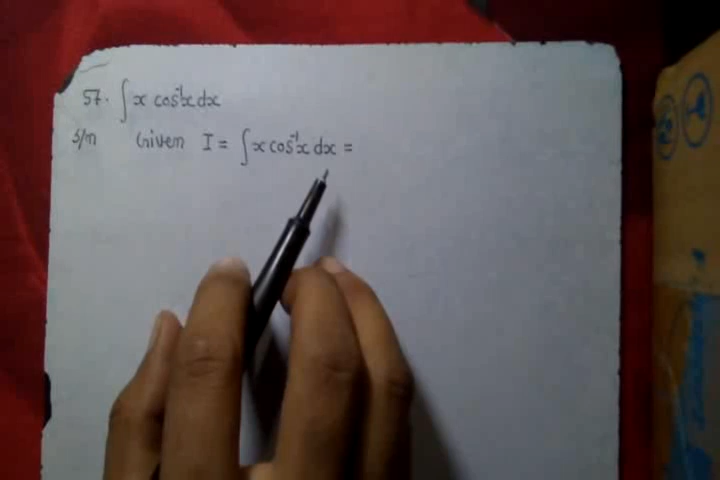 57. ∫ x cos⁻¹x dx
S/n Given I = ∫ x cos⁻¹x dx =